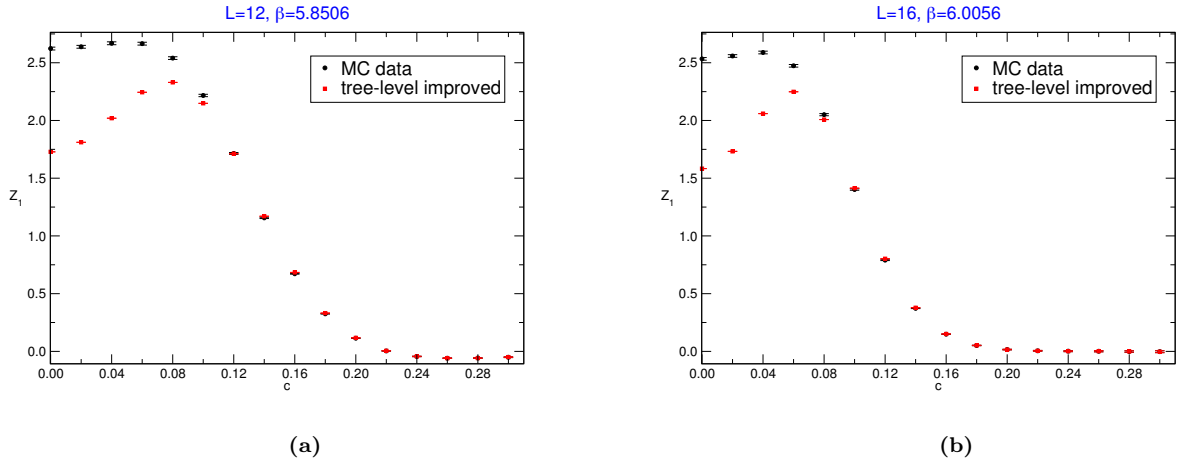 L=12, β=5.8506
2.5
2.0
1.5
1.0
0.5
0.0
Z1
MC data
tree-level improved
0.00 0.04 0.08 0.12 0.16 0.20 0.24 0.28
c
(a)
L=16, β=6.0056
2.5
2.0
1.5
1.0
0.5
0.0
Z1
MC data
tree-level improved
0.00 0.04 0.08 0.12 0.16 0.20 0.24 0.28
c
(b)